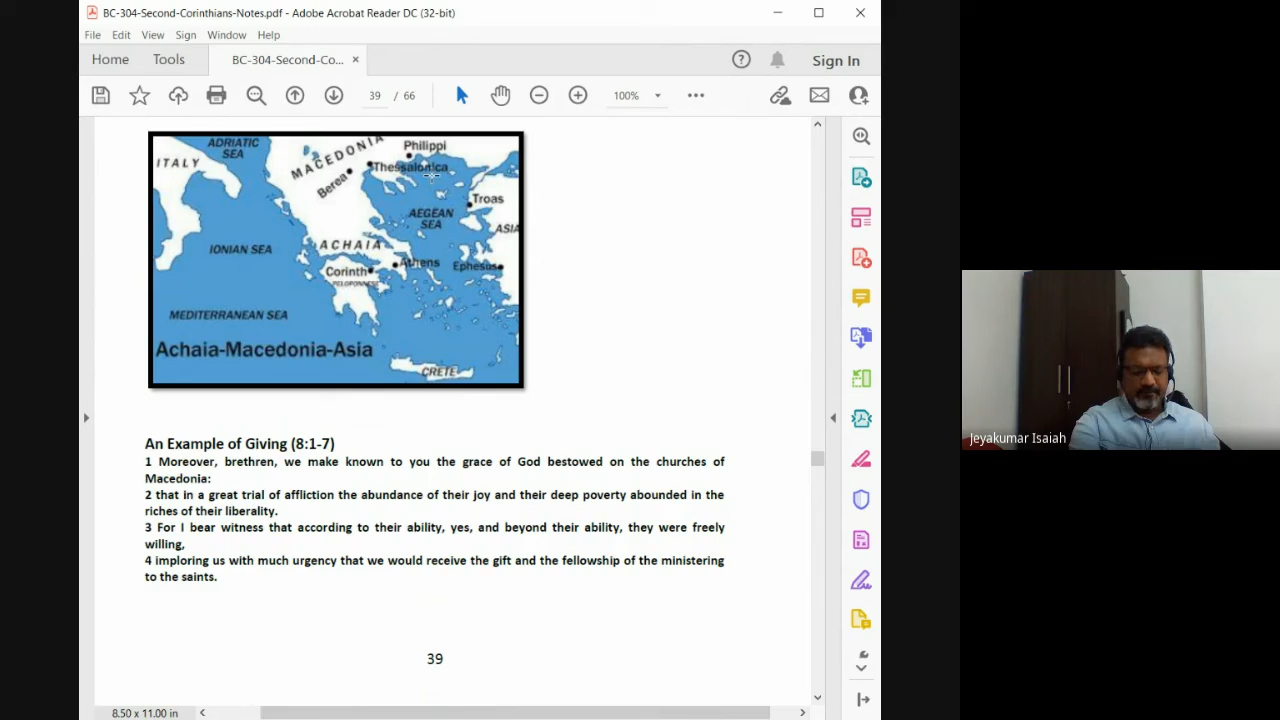 BC-304-Second-Corinthians-Notes.pdf - Adobe Acrobat Reader DC (32-bit)
File Edit View Sign Window Help
Home Tools BC-304-Second-Co... × Sign In
39 / 66 100%
ADRIATIC
SEA
ITALY
MACEDONIA
Philippi
Thessalonica
Berea
Troas
AEGEAN
SEA
ASIA
IONIAN SEA
ACHAIA
Athens
Corinth
Ephesus
PELOPONNESE
MEDITERRANEAN SEA
Achaia-Macedonia-Asia
CRETE
An Example of Giving (8:1-7)
1 Moreover, brethren, we make known to you the grace of God bestowed on the churches of
Macedonia:
2 that in a great trial of affliction the abundance of their joy and their deep poverty abounded in the
riches of their liberality.
3 For I bear witness that according to their ability, yes, and beyond their ability, they were freely
willing,
4 imploring us with much urgency that we would receive the gift and the fellowship of the ministering
to the saints.
39
8.50 x 11.00 in
Jeyakumar Isaiah